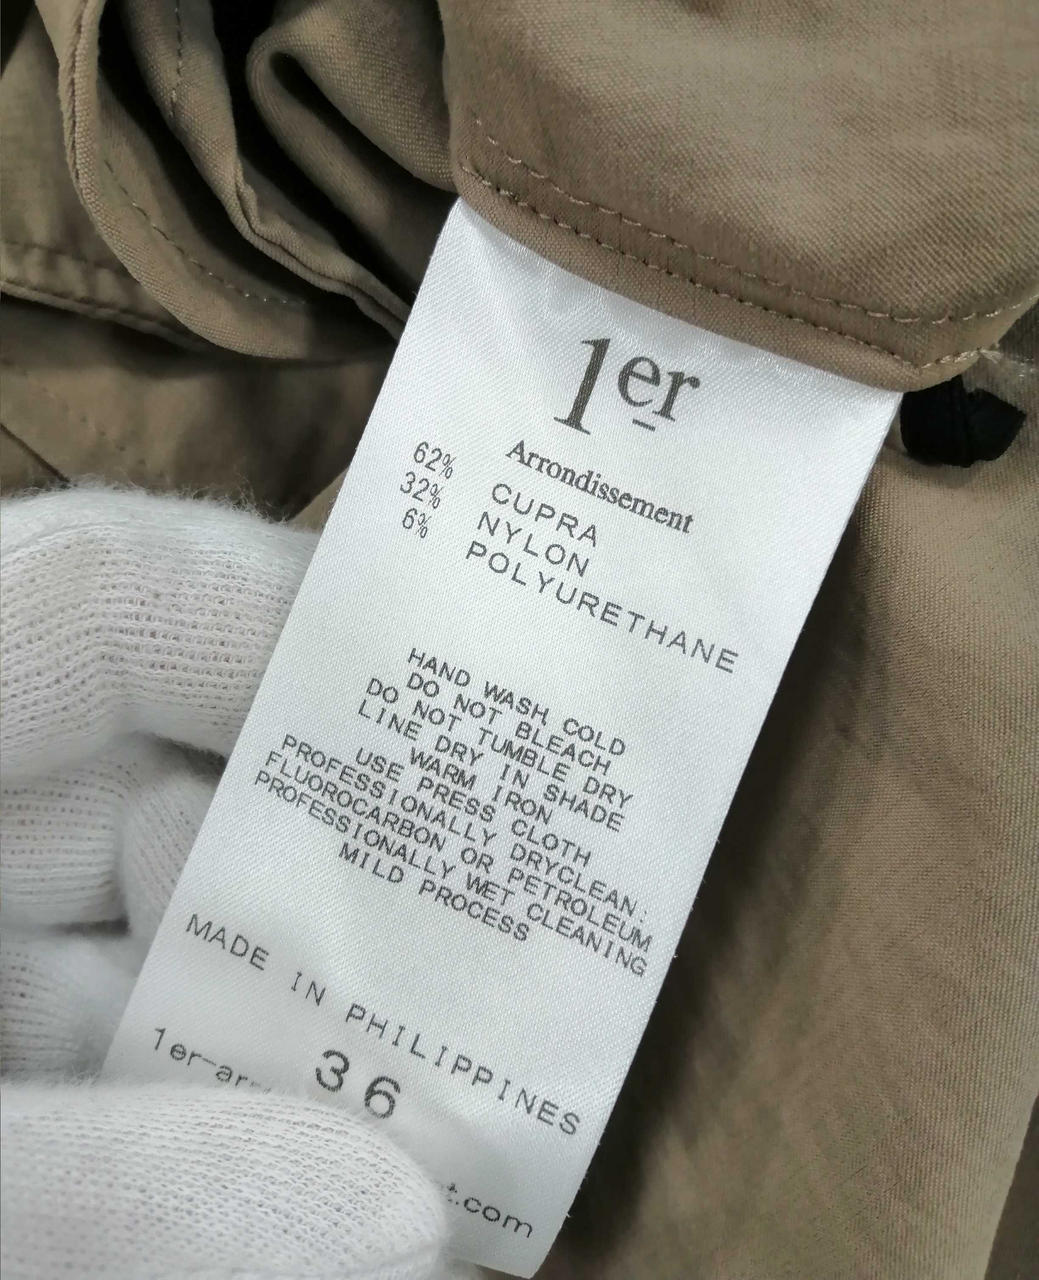 1er
Arrondissement
62% CUPRA
32% NYLON
6% POLYURETHANE
HAND WASH COLD
DO NOT BLEACH
DO NOT TUMBLE DRY
LINE DRY IN SHADE
WARM IRON
USE PRESS CLOTH
PROFESSIONALLY DRYCLEAN:
FLUOROCARBON OR PETROLEUM
PROFESSIONALLY WET CLEANING
MILD PROCESS
MADE IN PHILIPPINES
36